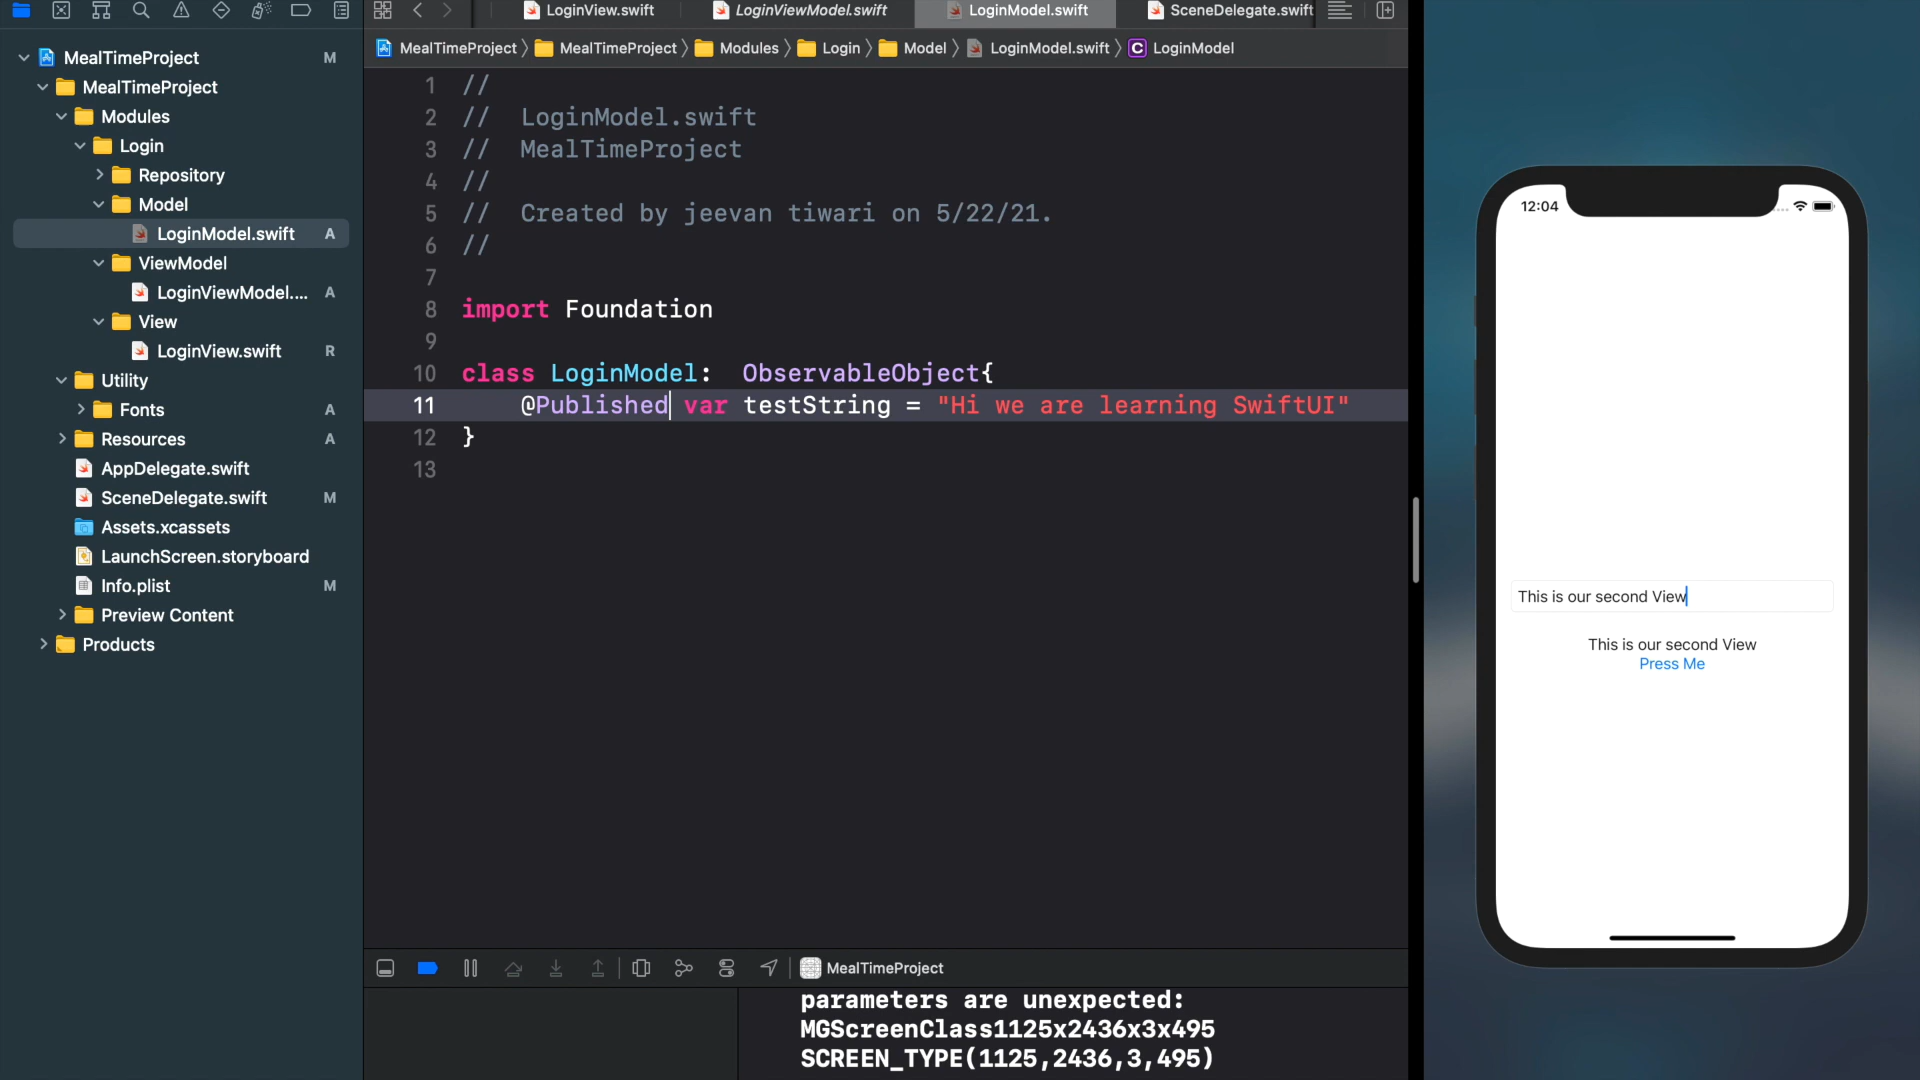 LoginView.swift
LoginViewModel.swift
LoginModel.swift
SceneDelegate.swift
MealTimeProject M
MealTimeProject
Modules
Login
Repository
Model
LoginModel.swift A
ViewModel
LoginViewModel.... A
View
LoginView.swift R
Utility
Fonts A
Resources A
AppDelegate.swift
SceneDelegate.swift M
Assets.xcassets
LaunchScreen.storyboard
Info.plist M
Preview Content
Products
MealTimeProject MealTimeProject Modules Login Model LoginModel.swift C LoginModel
1 //
2 // LoginModel.swift
3 // MealTimeProject
4 //
5 // Created by jeevan tiwari on 5/22/21.
6 //
7
8 import Foundation
9
10 class LoginModel: ObservableObject{
11 @Published var testString = "Hi we are learning SwiftUI"
12 }
13
MealTimeProject
parameters are unexpected:
MGScreenClass1125x2436x3x495
SCREEN_TYPE(1125,2436,3,495)
12:04
This is our second View
This is our second View
Press Me